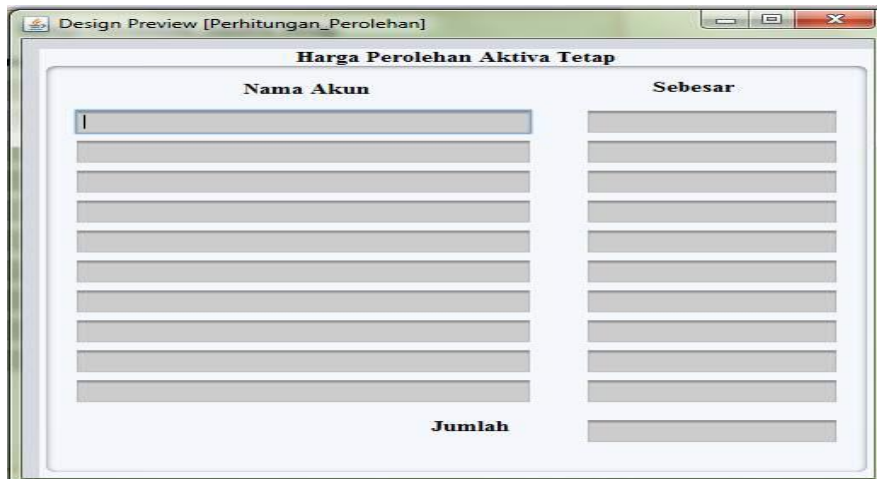 Design Preview [Perhitungan_Perolehan]
Harga Perolehan Aktiva Tetap
Nama Akun Sebesar
Jumlah